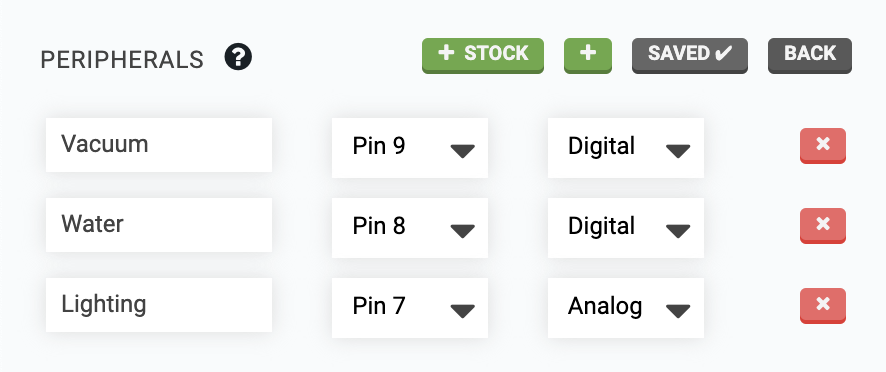 PERIPHERALS ? + STOCK + SAVED ✔ BACK
Vacuum Pin 9 Digital
Water Pin 8 Digital
Lighting Pin 7 Analog